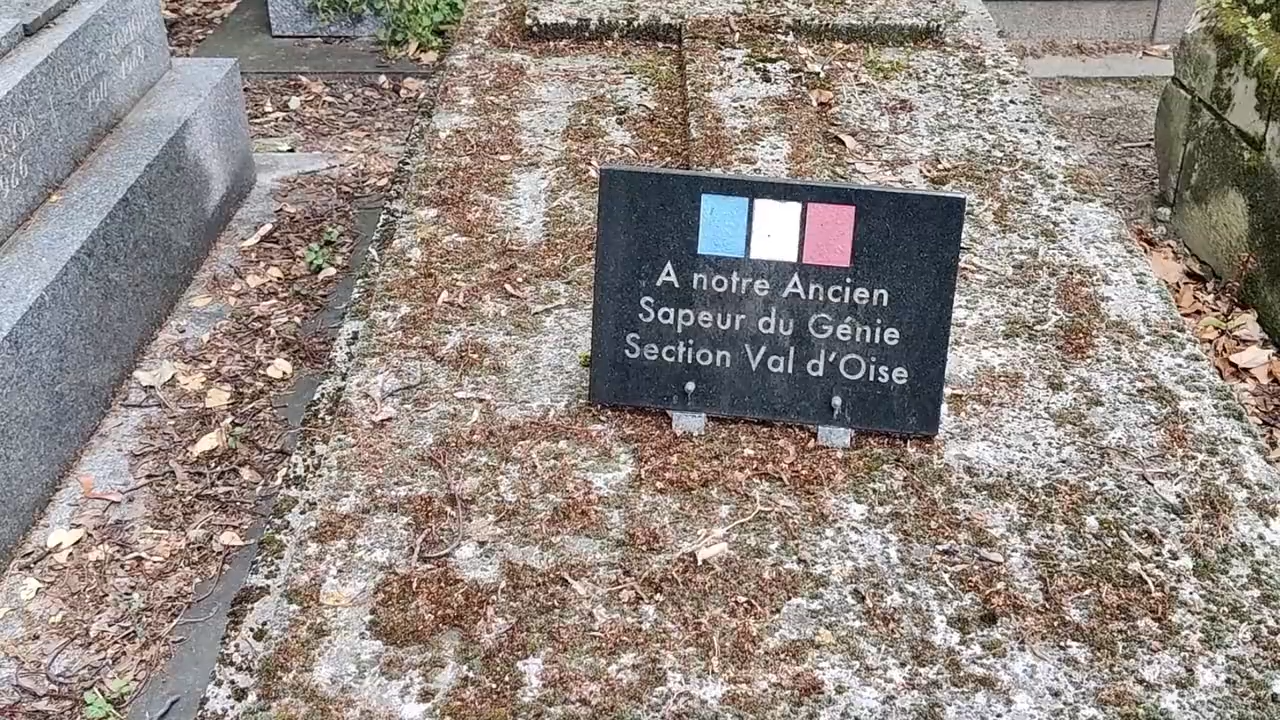 A notre Ancien
Sapeur du Génie
Section Val d'Oise